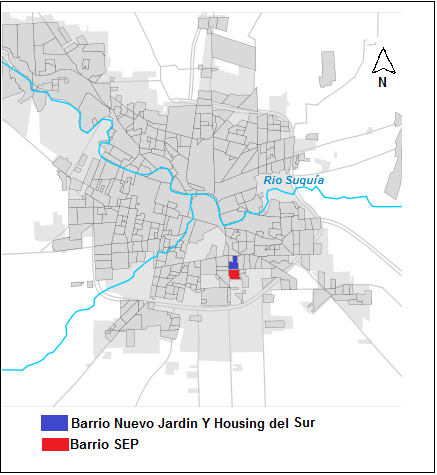 N
Rio Suquía
Barrio Nuevo Jardin Y Housing del Sur
Barrio SEP